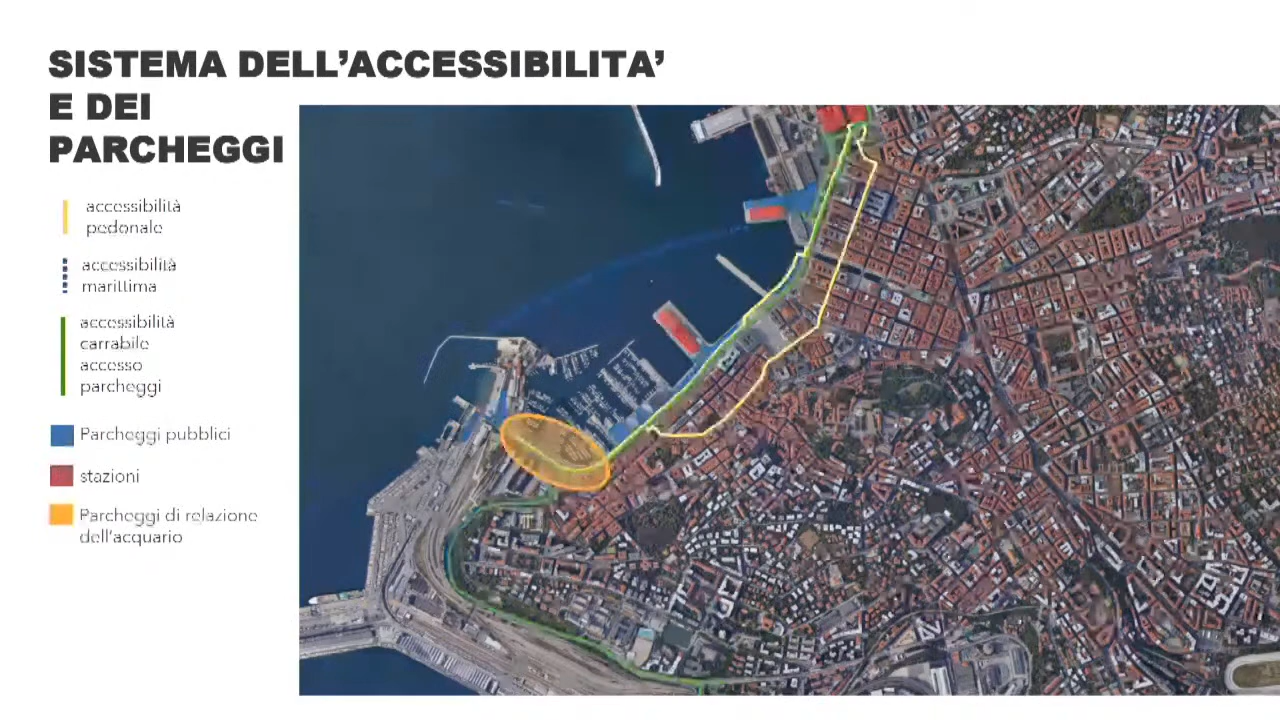 SISTEMA DELL'ACCESSIBILITA'
E DEI
PARCHEGGI
accessibilità
pedonale
accessibilità
marittima
accessibilità
carrabile
accesso
parcheggi
Parcheggi pubblici
stazioni
Parcheggi di relazione
dell'acquario